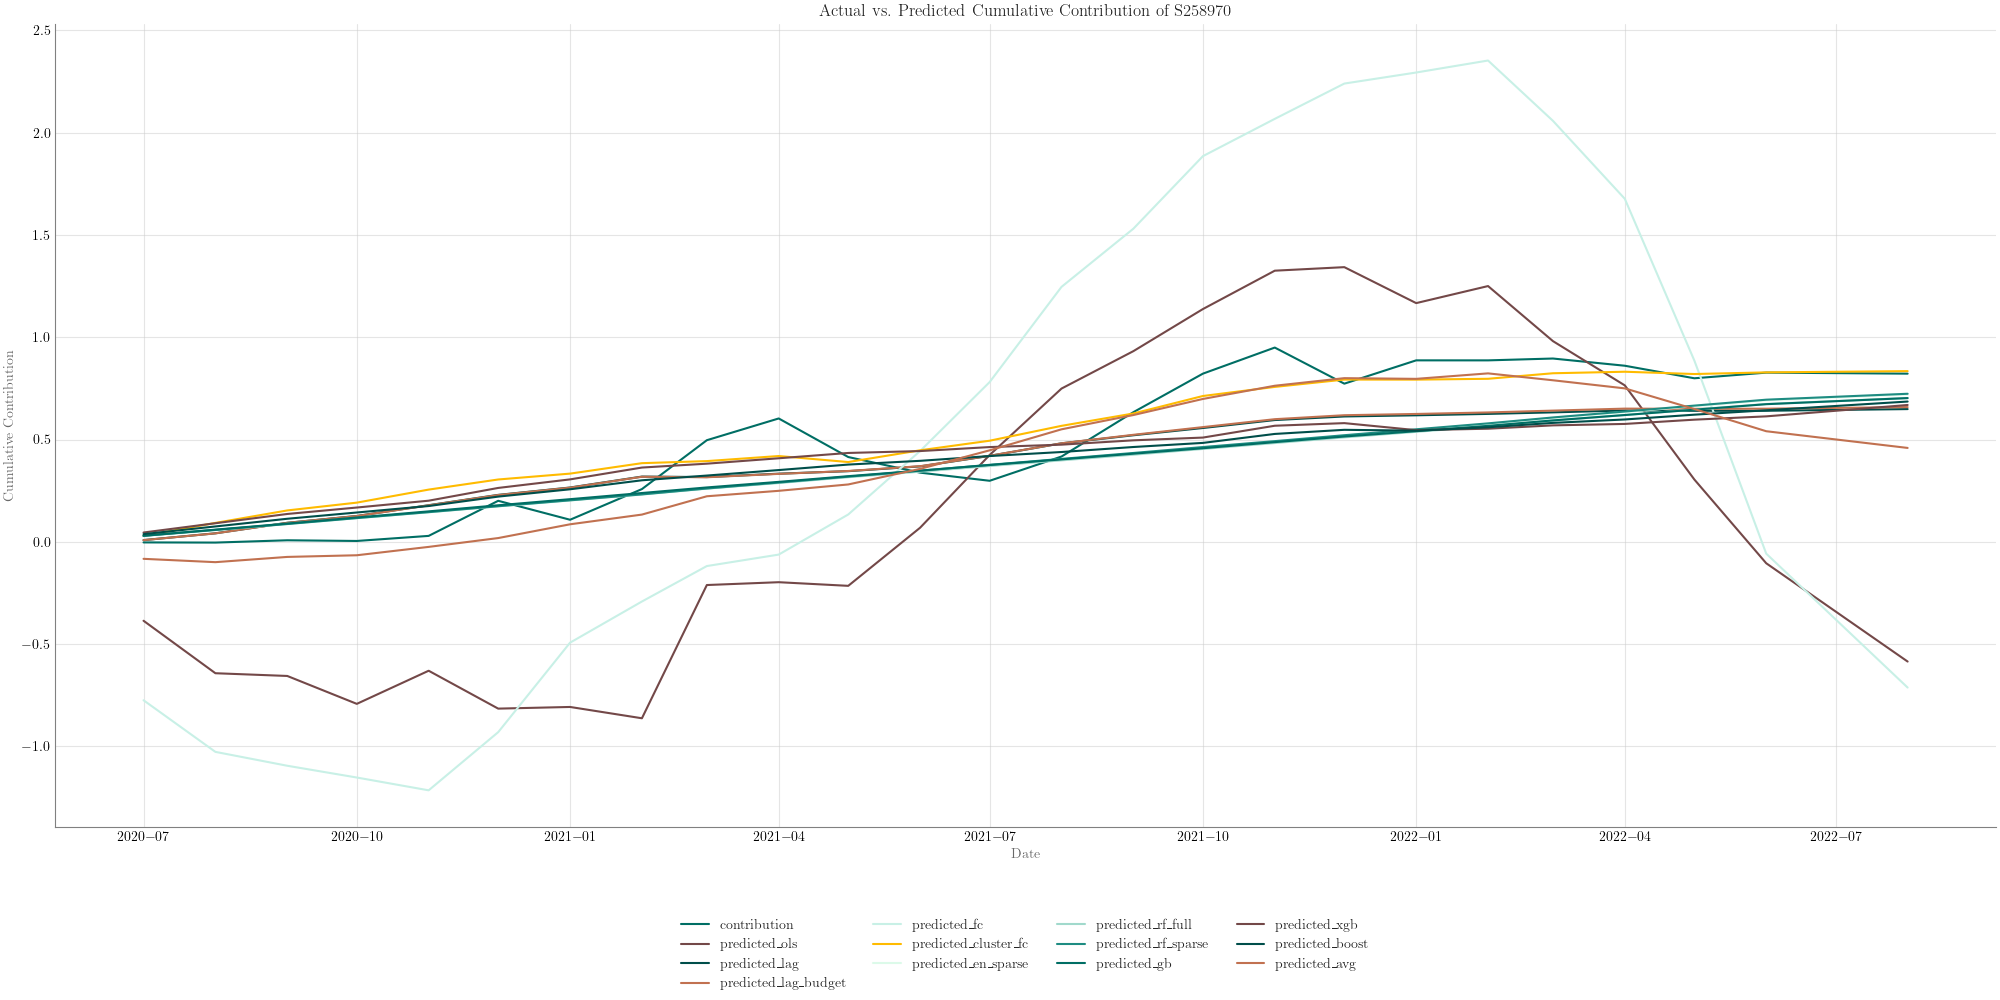 Actual vs. Predicted Cumulative Contribution of S258970
Cumulative Contribution
2.5
2.0
1.5
1.0
0.5
0.0
−0.5
−1.0
2020−07
2020−10
2021−01
2021−04
2021−07
2021−10
2022−01
2022−04
2022−07
Date
contribution
predicted_ols
predicted_lag
predicted_lag_budget
predicted_fc
predicted_cluster_fc
predicted_en_sparse
predicted_rf_full
predicted_rf_sparse
predicted_gb
predicted_xgb
predicted_boost
predicted_avg